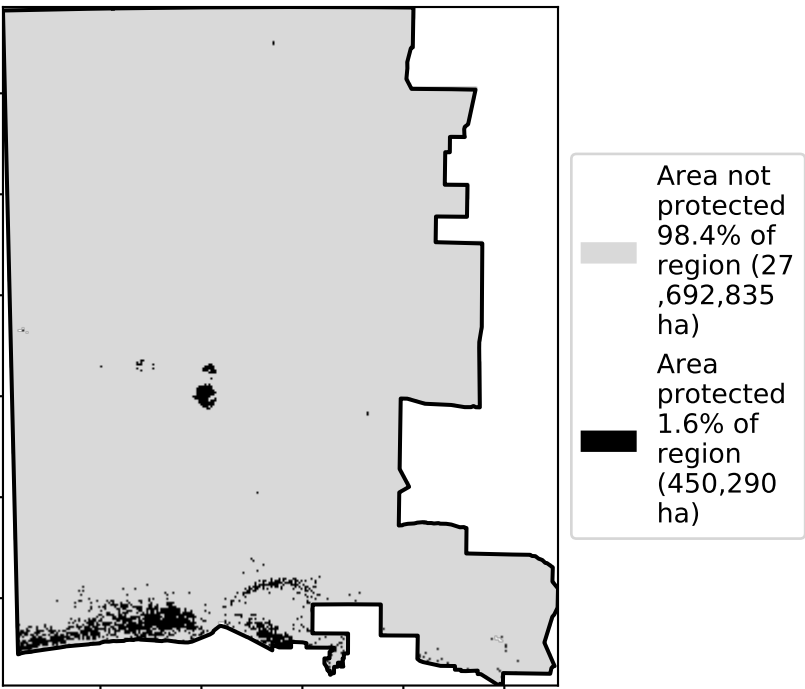 Area not
protected
98.4% of
region (27
,692,835
ha)
Area
protected
1.6% of
region
(450,290
ha)